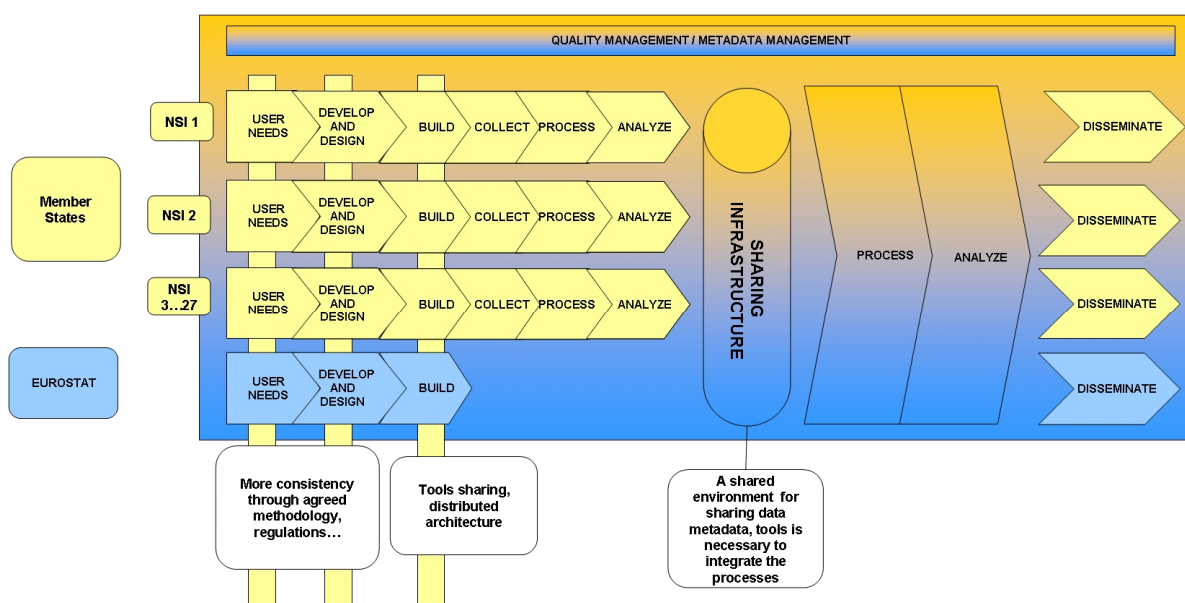 QUALITY MANAGEMENT / METADATA MANAGEMENT
NSI 1
USER
NEEDS
DEVELOP
AND
DESIGN
BUILD
COLLECT
PROCESS
ANALYZE
DISSEMINATE
Member
States
NSI 2
USER
NEEDS
DEVELOP
AND
DESIGN
BUILD
COLLECT
PROCESS
ANALYZE
DISSEMINATE
SHARING
INFRASTRUCTURE
PROCESS
ANALYZE
NSI
3…27
USER
NEEDS
DEVELOP
AND
DESIGN
BUILD
COLLECT
PROCESS
ANALYZE
DISSEMINATE
EUROSTAT
USER
NEEDS
DEVELOP
AND
DESIGN
BUILD
DISSEMINATE
More consistency
through agreed
methodology,
regulations…
Tools sharing,
distributed
architecture
A shared
environment for
sharing data
metadata, tools is
necessary to
integrate the
processes